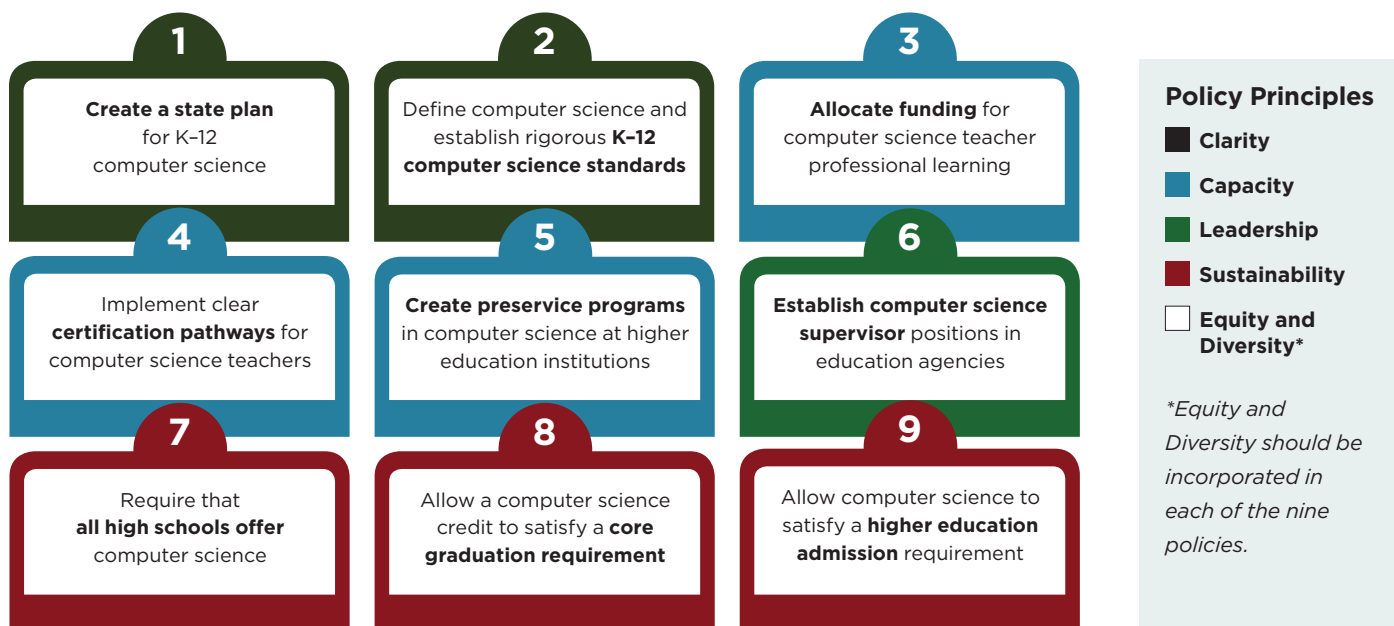 1
Create a state plan
for K–12
computer science
2
Define computer science and
establish rigorous K–12
computer science standards
3
Allocate funding for
computer science teacher
professional learning
4
Implement clear
certification pathways for
computer science teachers
5
Create preservice programs
in computer science at higher
education institutions
6
Establish computer science
supervisor positions in
education agencies
7
Require that
all high schools offer
computer science
8
Allow a computer science
credit to satisfy a core
graduation requirement
9
Allow computer science to
satisfy a higher education
admission requirement
Policy Principles
Clarity
Capacity
Leadership
Sustainability
Equity and
Diversity*
*Equity and
Diversity should be
incorporated in
each of the nine
policies.